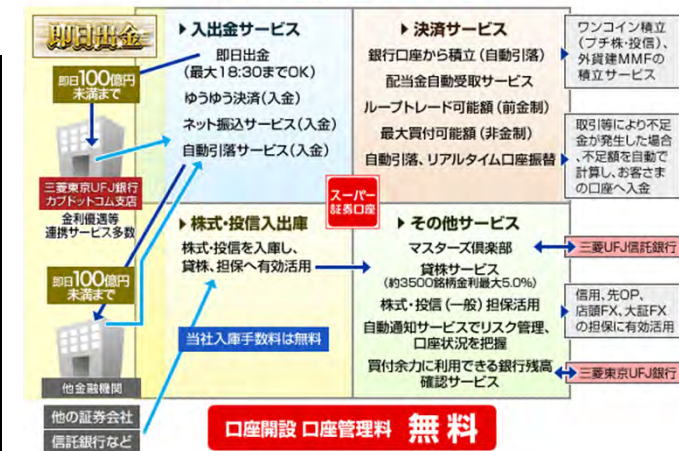 即日出金
即日100億円
未満まで
三菱東京UFJ銀行
カブドットコム支店
金利優遇等
連携サービス多数
即日100億円
未満まで
他金融機関
他の証券会社
信託銀行など
入出金サービス
即日出金
(最大18:30までOK)
ゆうゆう決済(入金)
ネット振込サービス(入金)
自動引落サービス(入金)
決済サービス
銀行口座から積立(自動引落)
配当金自動受取サービス
ループトレード可能額(前金制)
最大買付可能額(非金制)
自動引落、リアルタイム口座振替
ワンコイン積立
(プチ株・投信)、
外貨建MMFの
積立サービス
取引等により不足
金が発生した場合
、不足額を自動で
計算し、お客さま
の口座へ入金
スーパー
証券口座
株式・投信入出庫
株式・投信を入庫し、
貸株、担保へ有効活用
当社入庫手数料は無料
その他サービス
マスターズ倶楽部
貸株サービス
(約3500銘柄金利最大5.0%)
株式・投信(一般)担保活用
自動通知サービスでリスク管理、
口座状況を把握
買付余力に利用できる銀行残高
確認サービス
三菱UFJ信託銀行
信用、先OP、
店頭FX、大証FX
の担保に有効活用
三菱東京UFJ銀行
口座開設 口座管理料 無料